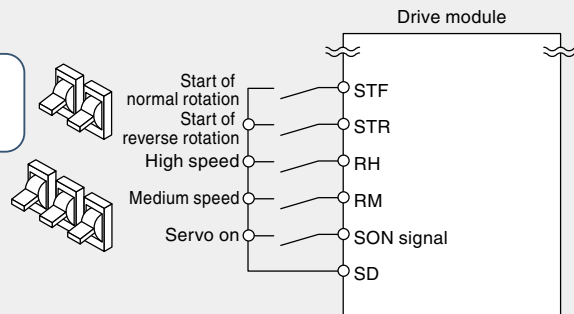 Drive module
Start of
normal rotation
STF
Start of
reverse rotation
STR
High speed
RH
Medium speed
RM
Servo on
SON signal
SD